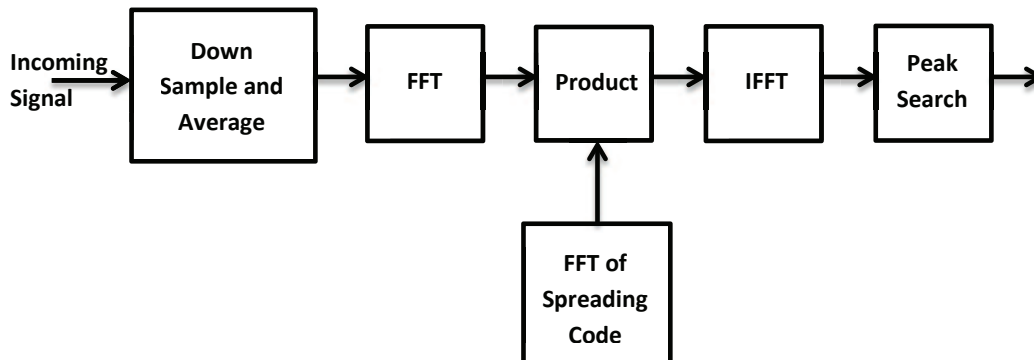 Incoming
Signal
Down
Sample and
Average
FFT
Product
IFFT
Peak
Search
FFT of
Spreading
Code